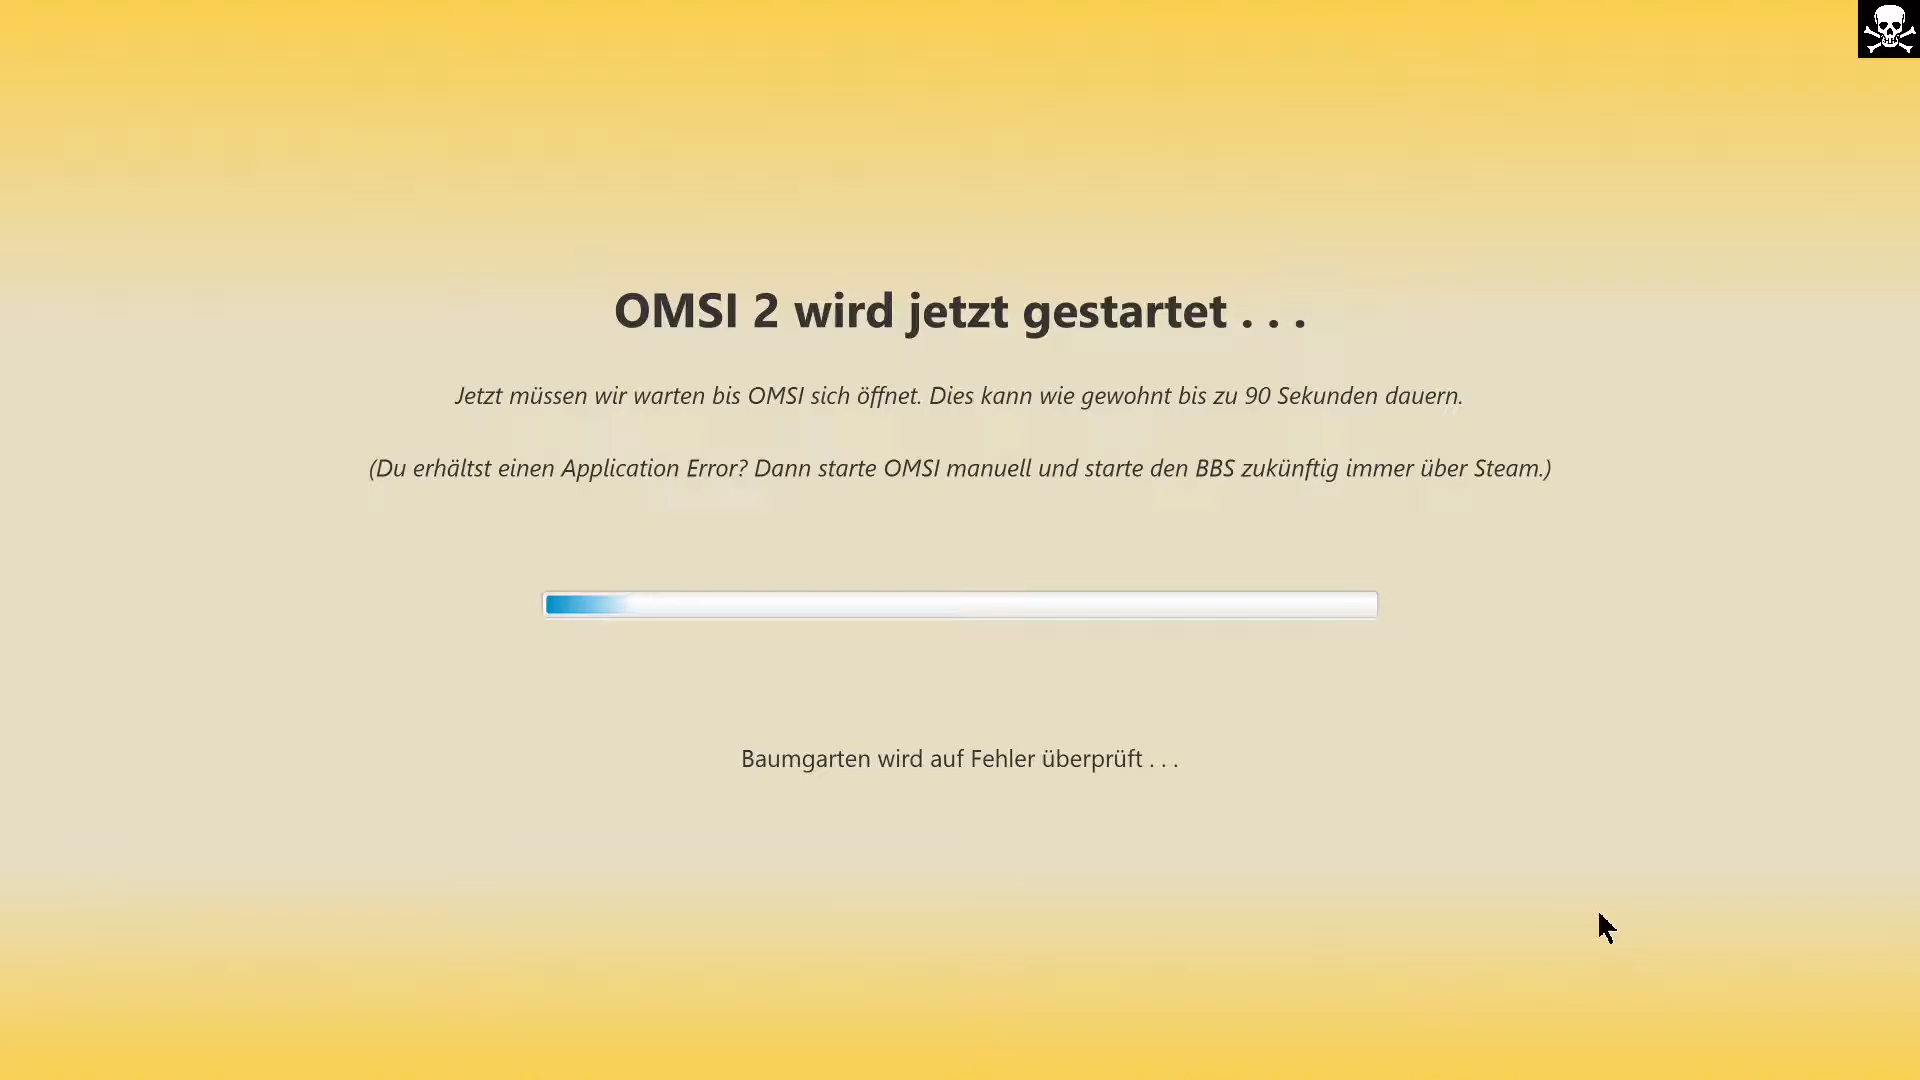 OMSI 2 wird jetzt gestartet . . .
Jetzt müssen wir warten bis OMSI sich öffnet. Dies kann wie gewohnt bis zu 90 Sekunden dauern.
(Du erhältst einen Application Error? Dann starte OMSI manuell und starte den BBS zukünftig immer über Steam.)
Baumgarten wird auf Fehler überprüft . . .